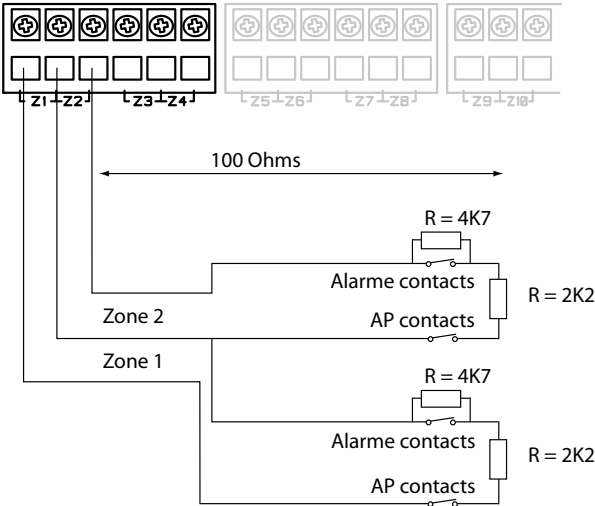 Z1 Z2 Z3 Z4 Z5 Z6 Z7 Z8 Z9 Z10
100 Ohms
R = 4K7
Alarme contacts
R = 2K2
Zone 2
AP contacts
Zone 1
R = 4K7
Alarme contacts
R = 2K2
AP contacts